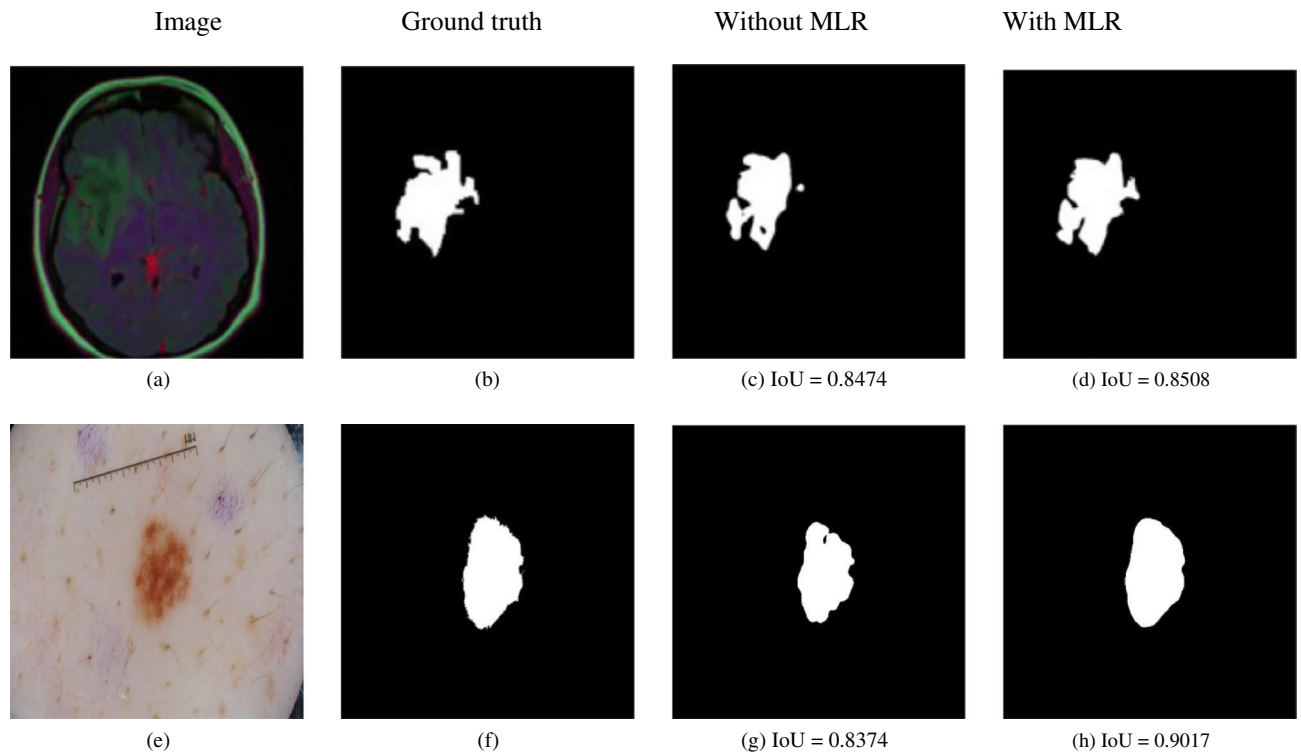 Image Ground truth Without MLR With MLR
(a) (b) (c) IoU = 0.8474 (d) IoU = 0.8508
(e) (f) (g) IoU = 0.8374 (h) IoU = 0.9017